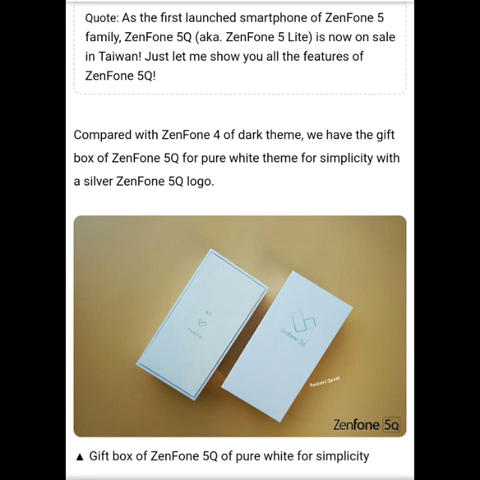 Quote: As the first launched smartphone of ZenFone 5
family, ZenFone 5Q (aka. ZenFone 5 Lite) is now on sale
in Taiwan! Just let me show you all the features of
ZenFone 5Q!
Compared with ZenFone 4 of dark theme, we have the gift
box of ZenFone 5Q for pure white theme for simplicity with
a silver ZenFone 5Q logo.
Zenfone 5Q
Zenfone 5Q
▲ Gift box of ZenFone 5Q of pure white for simplicity